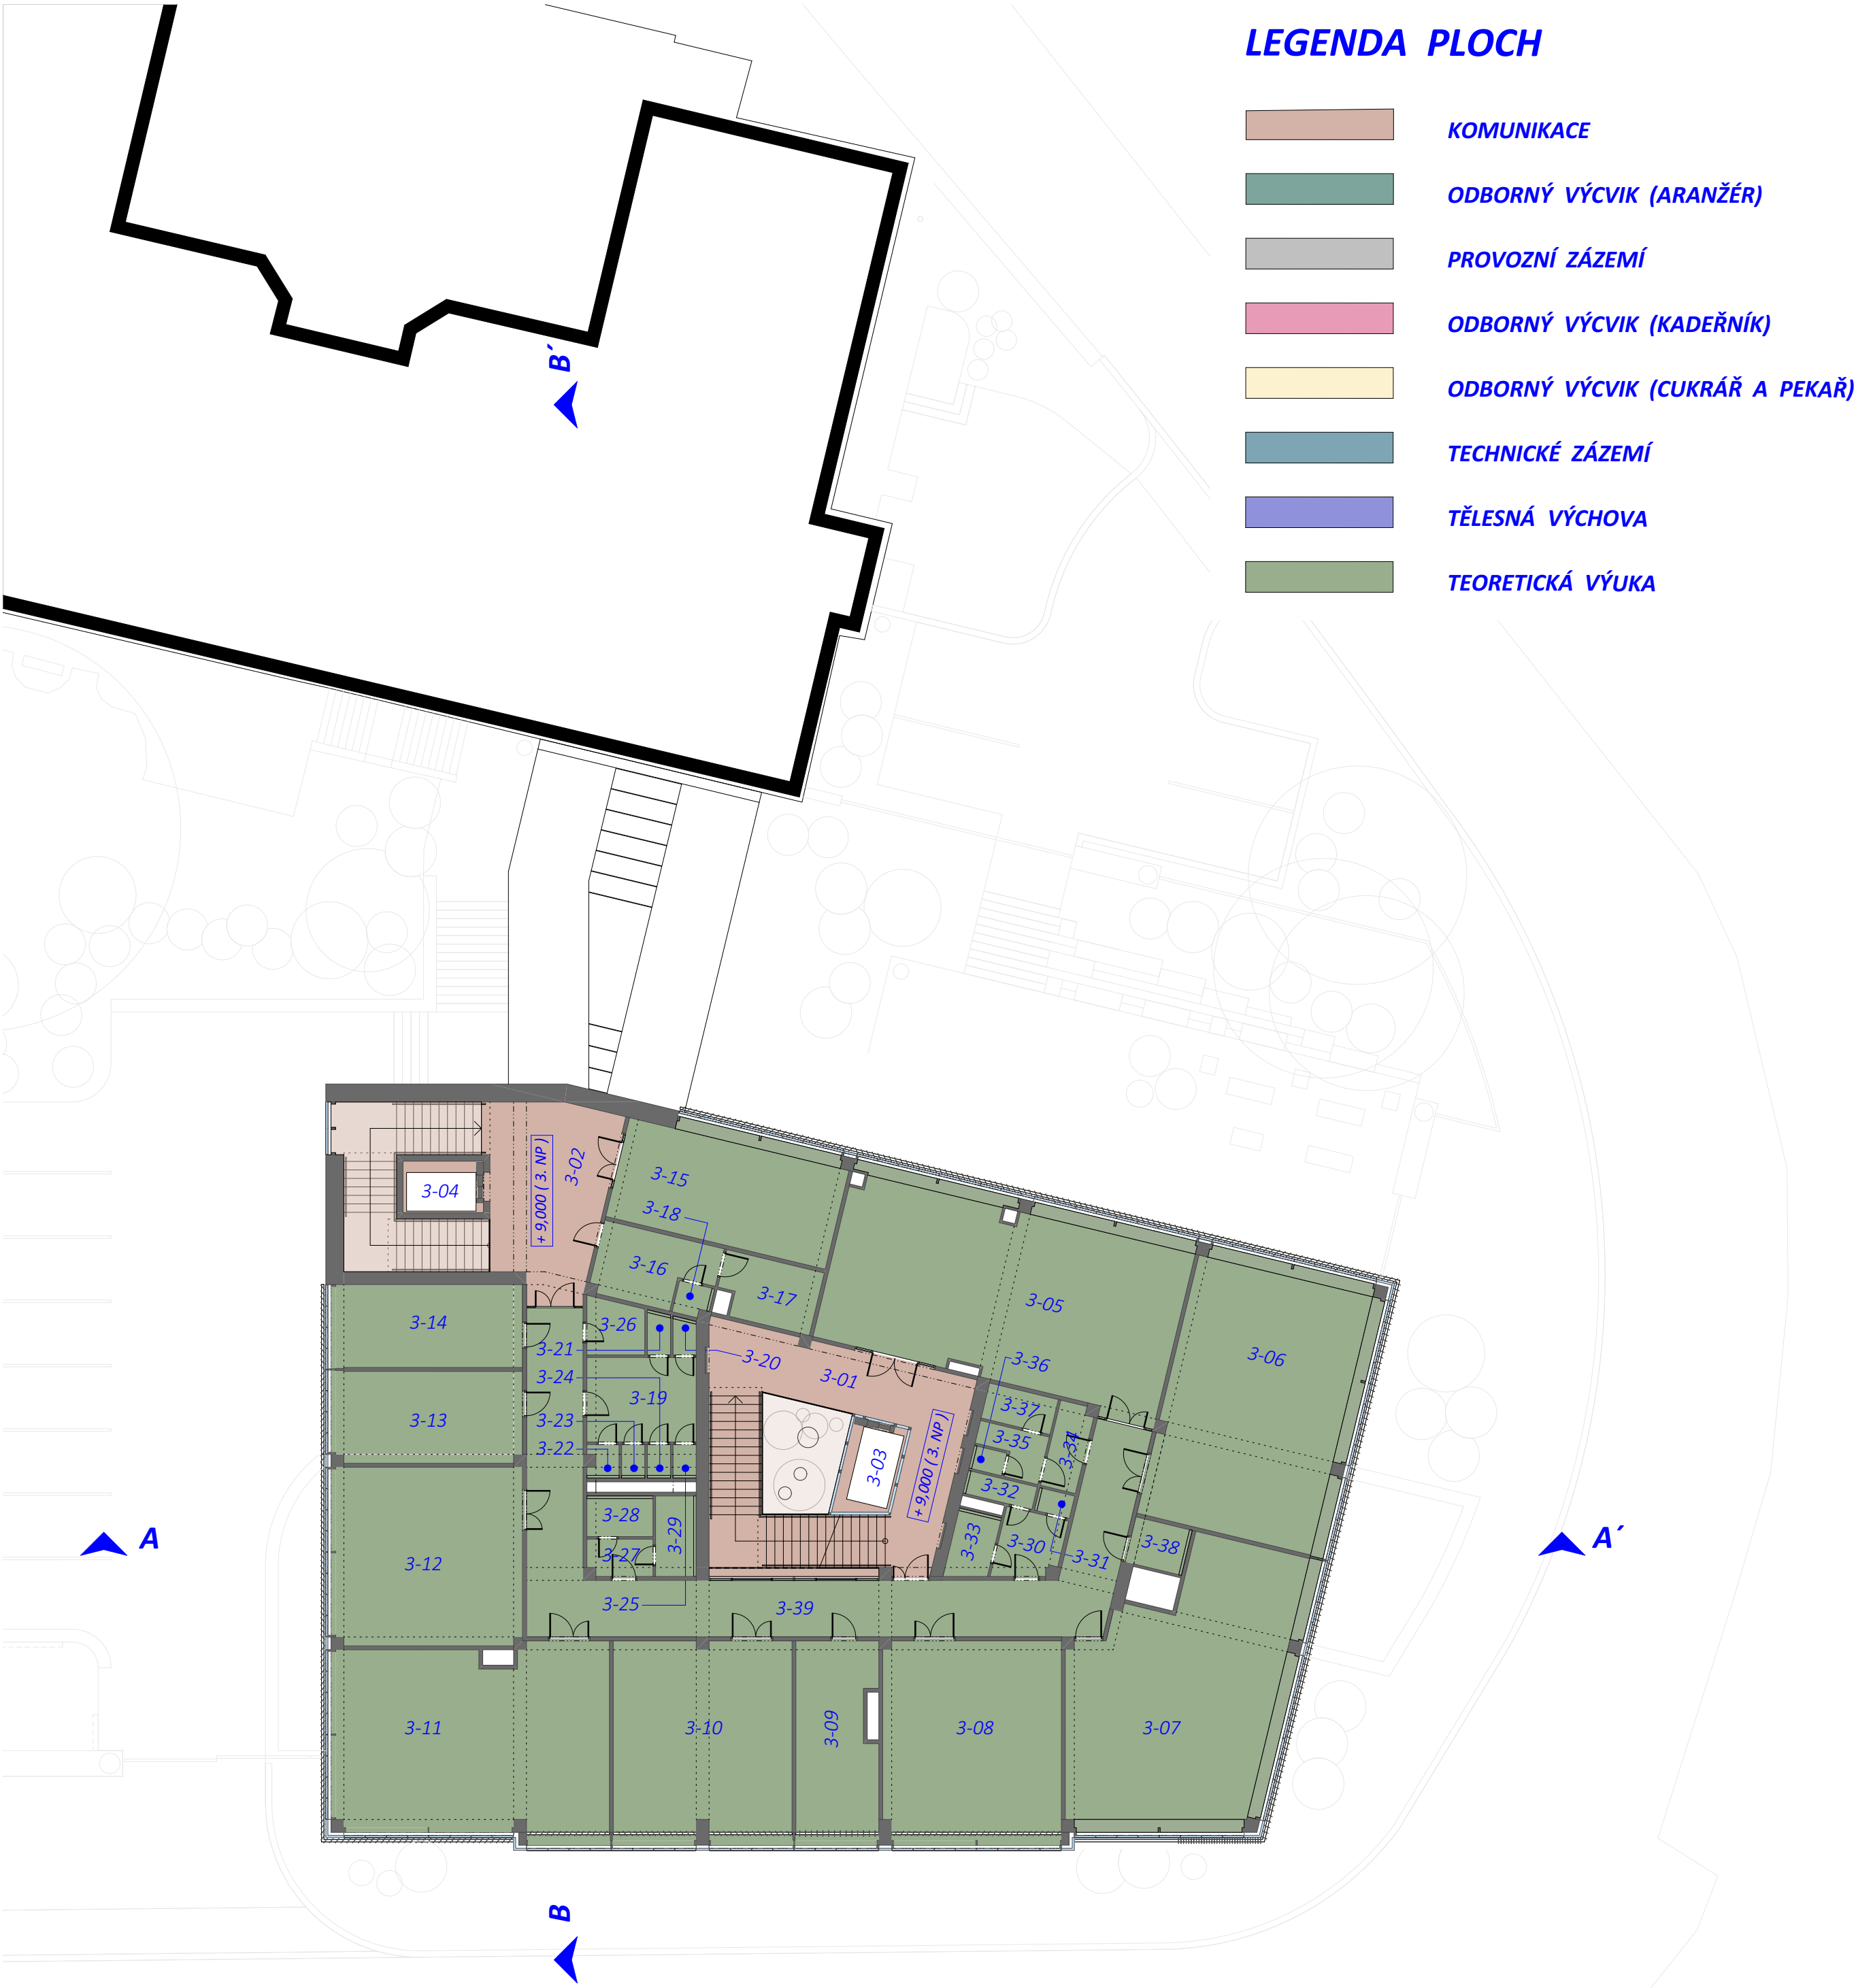 LEGENDA PLOCH
KOMUNIKACE
ODBORNÝ VÝCVIK (ARANŽÉR)
PROVOZNÍ ZÁZEMÍ
ODBORNÝ VÝCVIK (KADEŘNÍK)
ODBORNÝ VÝCVIK (CUKRÁŘ A PEKAŘ)
TECHNICKÉ ZÁZEMÍ
TĚLESNÁ VÝCHOVA
TEORETICKÁ VÝUKA
B´
3-02
+ 9,000 ( 3. NP )
3-04
3-15
3-18
3-16
3-17
3-05
3-06
3-14
3-26
3-21
3-20
3-01
3-36
3-24
3-19
3-37
3-13
3-23
3-35
3-34
3-22
3-03
+ 9,000 ( 3. NP )
3-32
3-28
3-29
3-33
3-30
3-38
3-27
3-31
A
A´
3-12
3-25
3-39
3-11
3-10
3-09
3-08
3-07
B